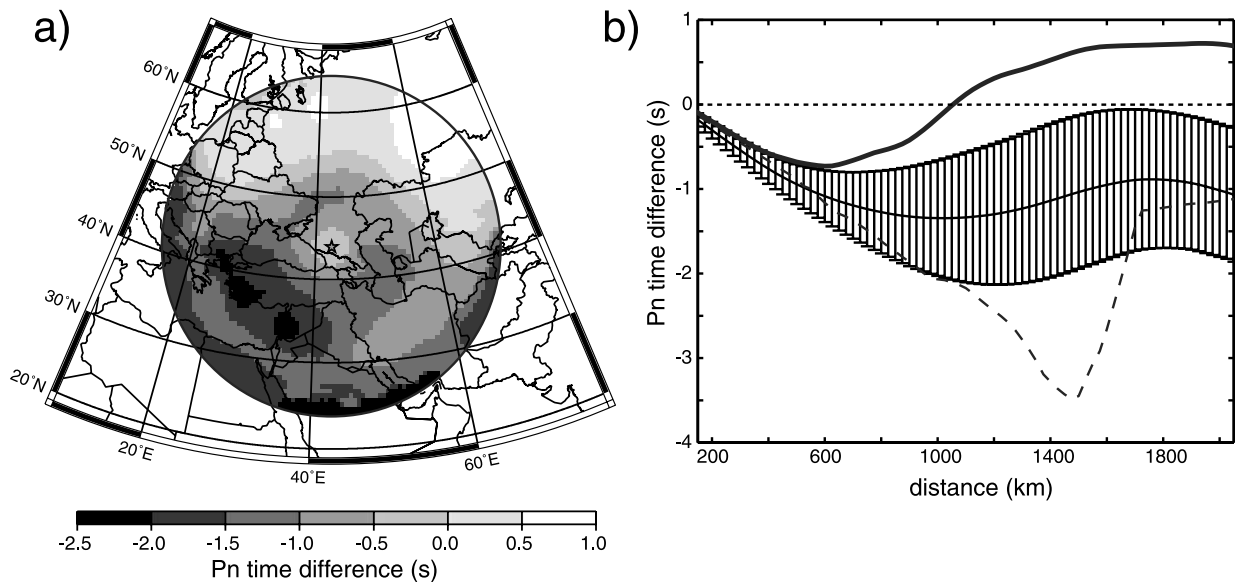 a)
60˚N
50˚N
40˚N
30˚N
20˚N
20˚E
40˚E
60˚E
-2.5 -2.0 -1.5 -1.0 -0.5 0.0 0.5 1.0
Pn time difference (s)
b)
1
0
-1
-2
-3
-4
Pn time difference (s)
200 600 1000 1400 1800
distance (km)